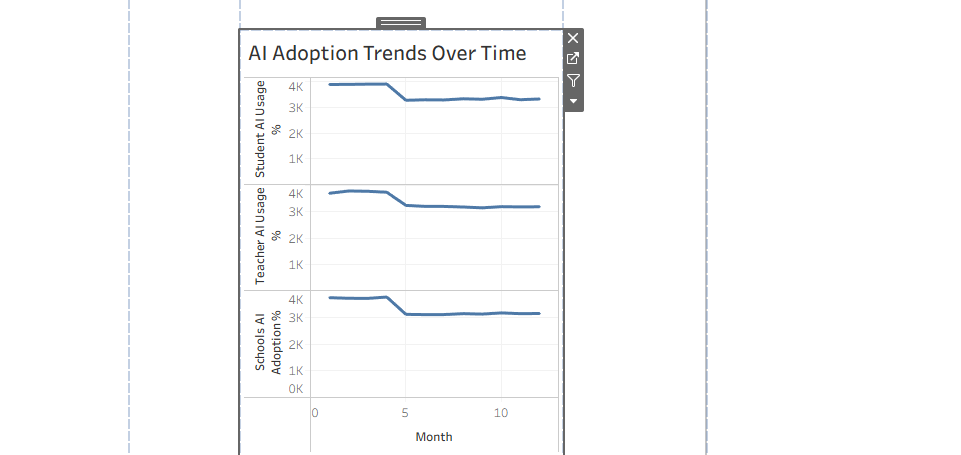 AI Adoption Trends Over Time
Student AI Usage
%
4K
3K
2K
1K
Teacher AI Usage
%
4K
3K
2K
1K
Schools AI
Adoption %
4K
3K
2K
1K
0K
0 5 10
Month